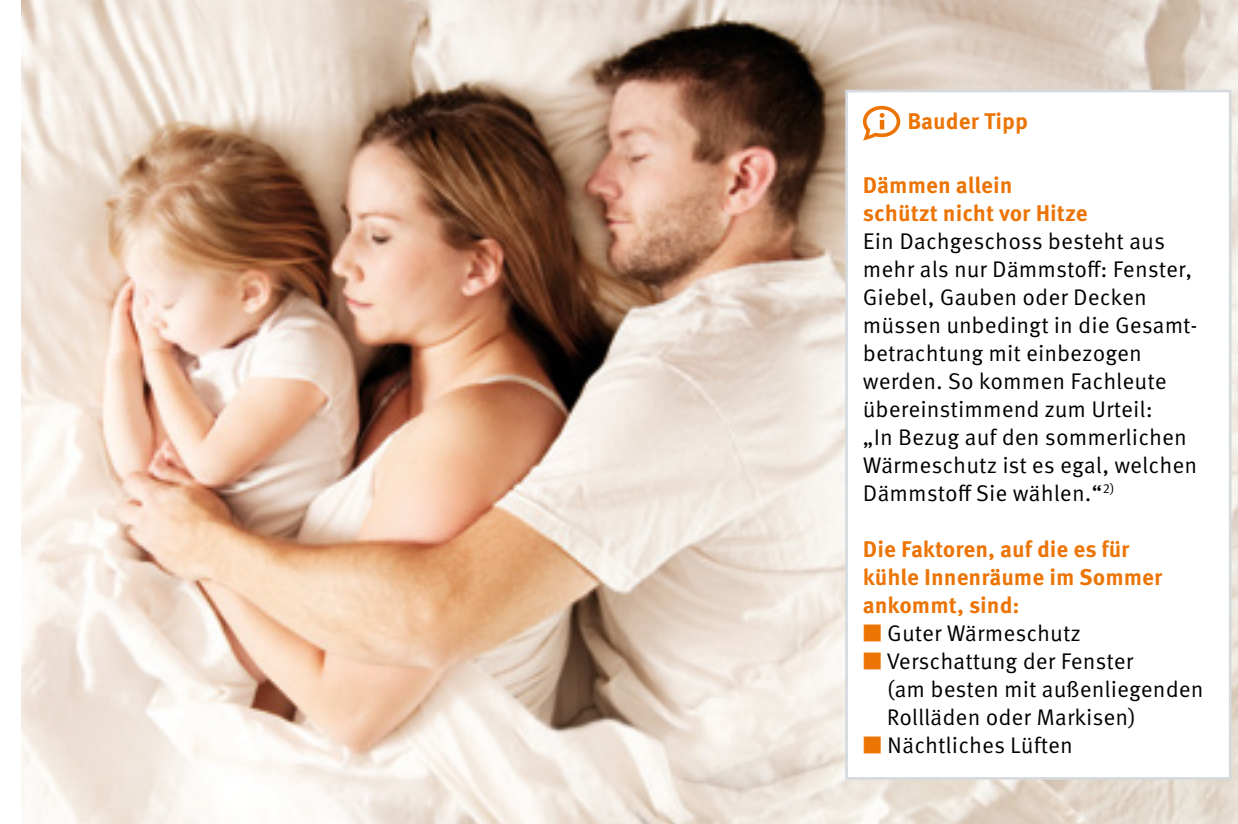 Bauder Tipp
Dämmen allein
schützt nicht vor Hitze
Ein Dachgeschoss besteht aus
mehr als nur Dämmstoff: Fenster,
Giebel, Gauben oder Decken
müssen unbedingt in die Gesamt-
betrachtung mit einbezogen
werden. So kommen Fachleute
übereinstimmend zum Urteil:
„In Bezug auf den sommerlichen
Wärmeschutz ist es egal, welchen
Dämmstoff Sie wählen.“²⁾
Die Faktoren, auf die es für
kühle Innenräume im Sommer
ankommt, sind:
■ Guter Wärmeschutz
■ Verschattung der Fenster
(am besten mit außenliegenden
Rollläden oder Markisen)
■ Nächtliches Lüften